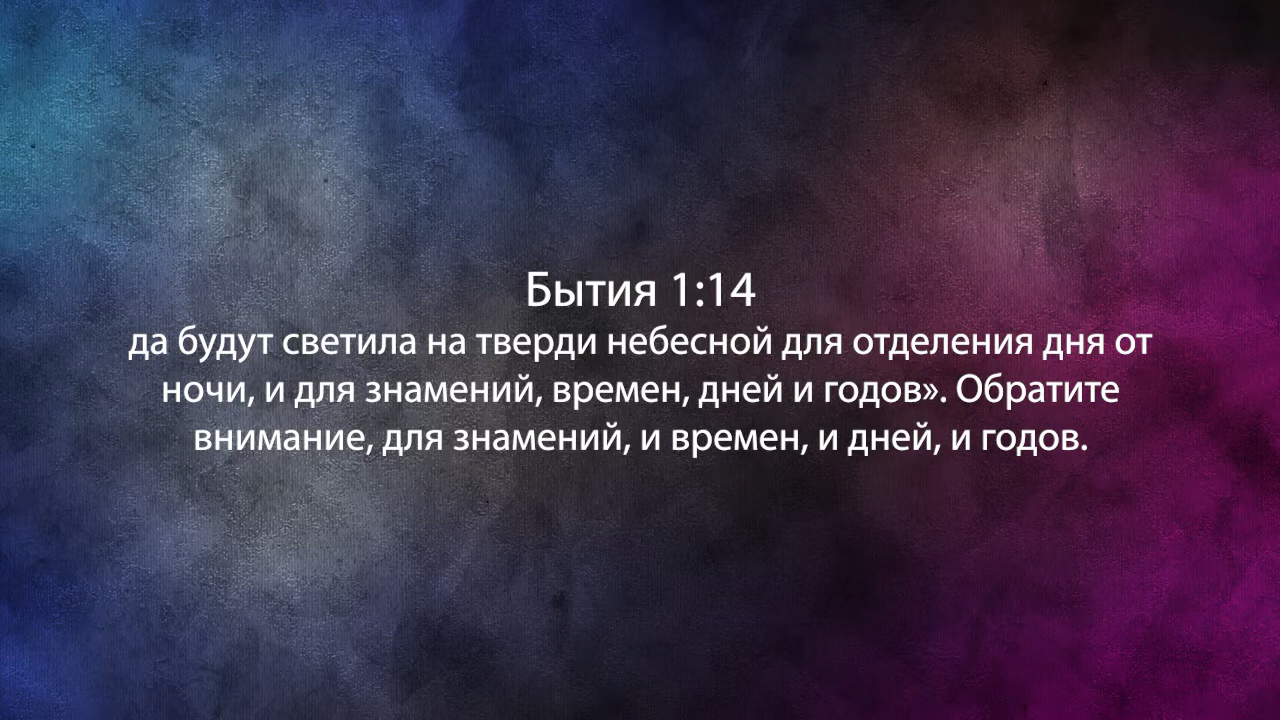 Бытия 1:14
да будут светила на тверди небесной для отделения дня от
ночи, и для знамений, времен, дней и годов». Обратите
внимание, для знамений, и времен, и дней, и годов.